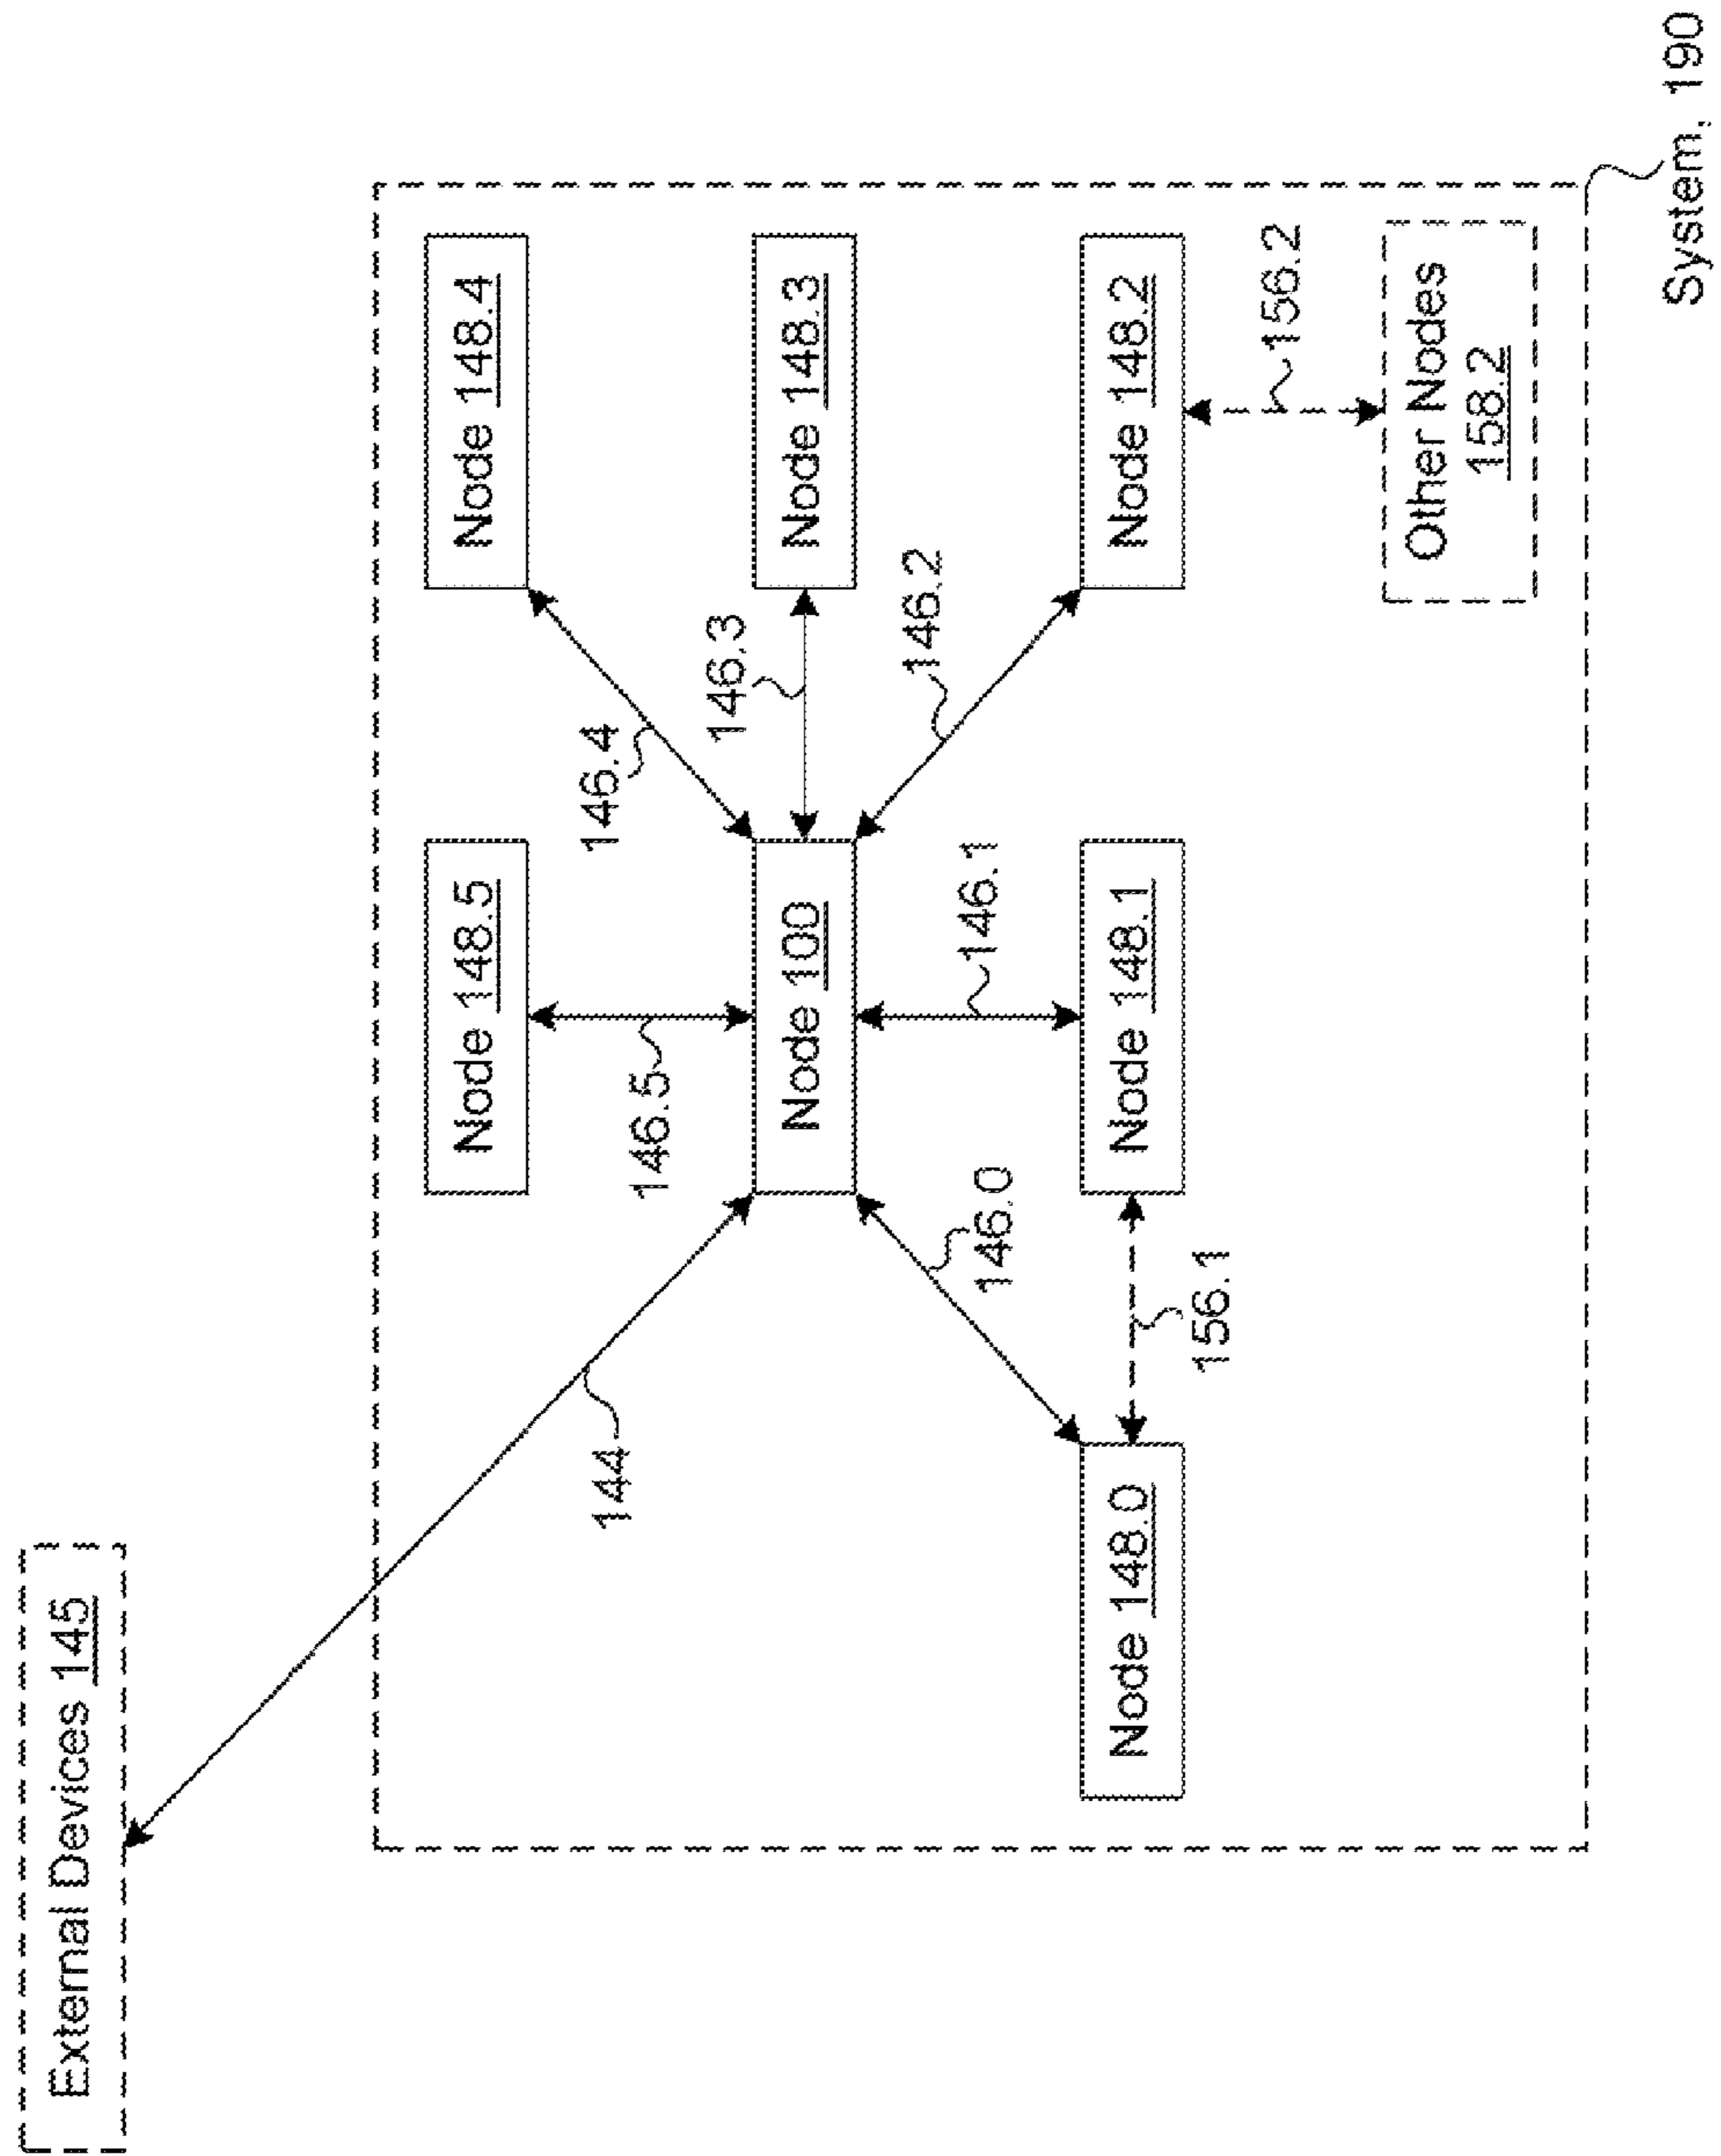 External Devices 145
144
Node 148.5
Node 148.4
146.5
146.4
146.3
Node 100
Node 148.3
146.0
146.1
146.2
Node 148.0
Node 148.1
Node 148.2
156.1
156.2
Other Nodes
158.2
System, 190